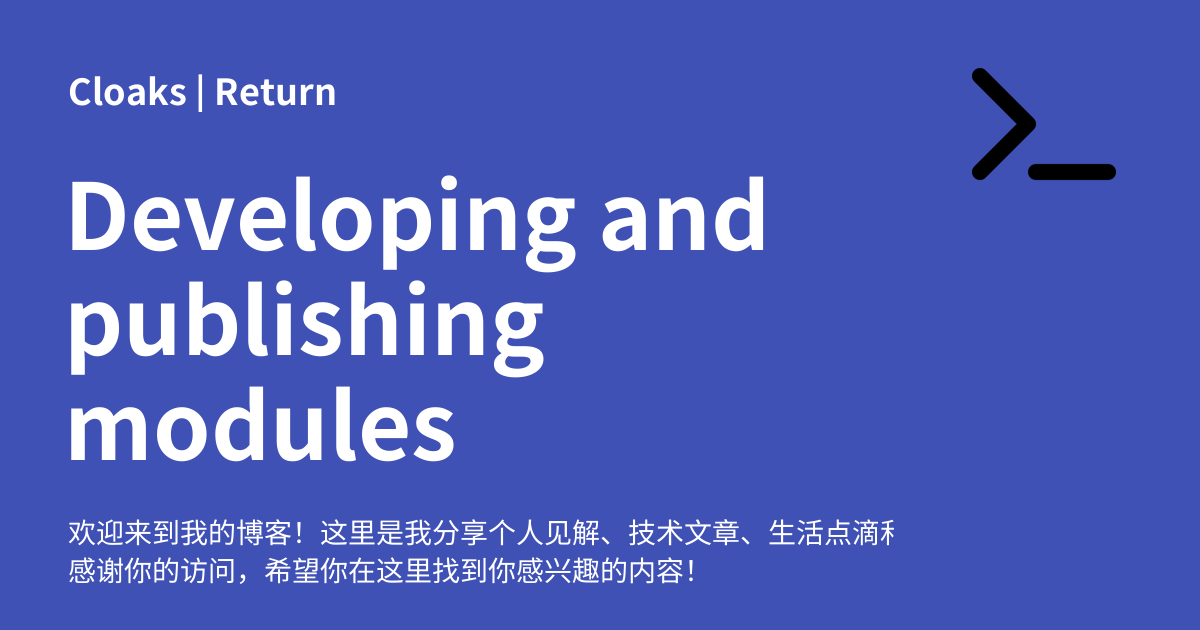 Cloaks | Return
Developing and
publishing
modules
欢迎来到我的博客！这里是我分享个人见解、技术文章、生活点滴
感谢你的访问，希望你在这里找到你感兴趣的内容！